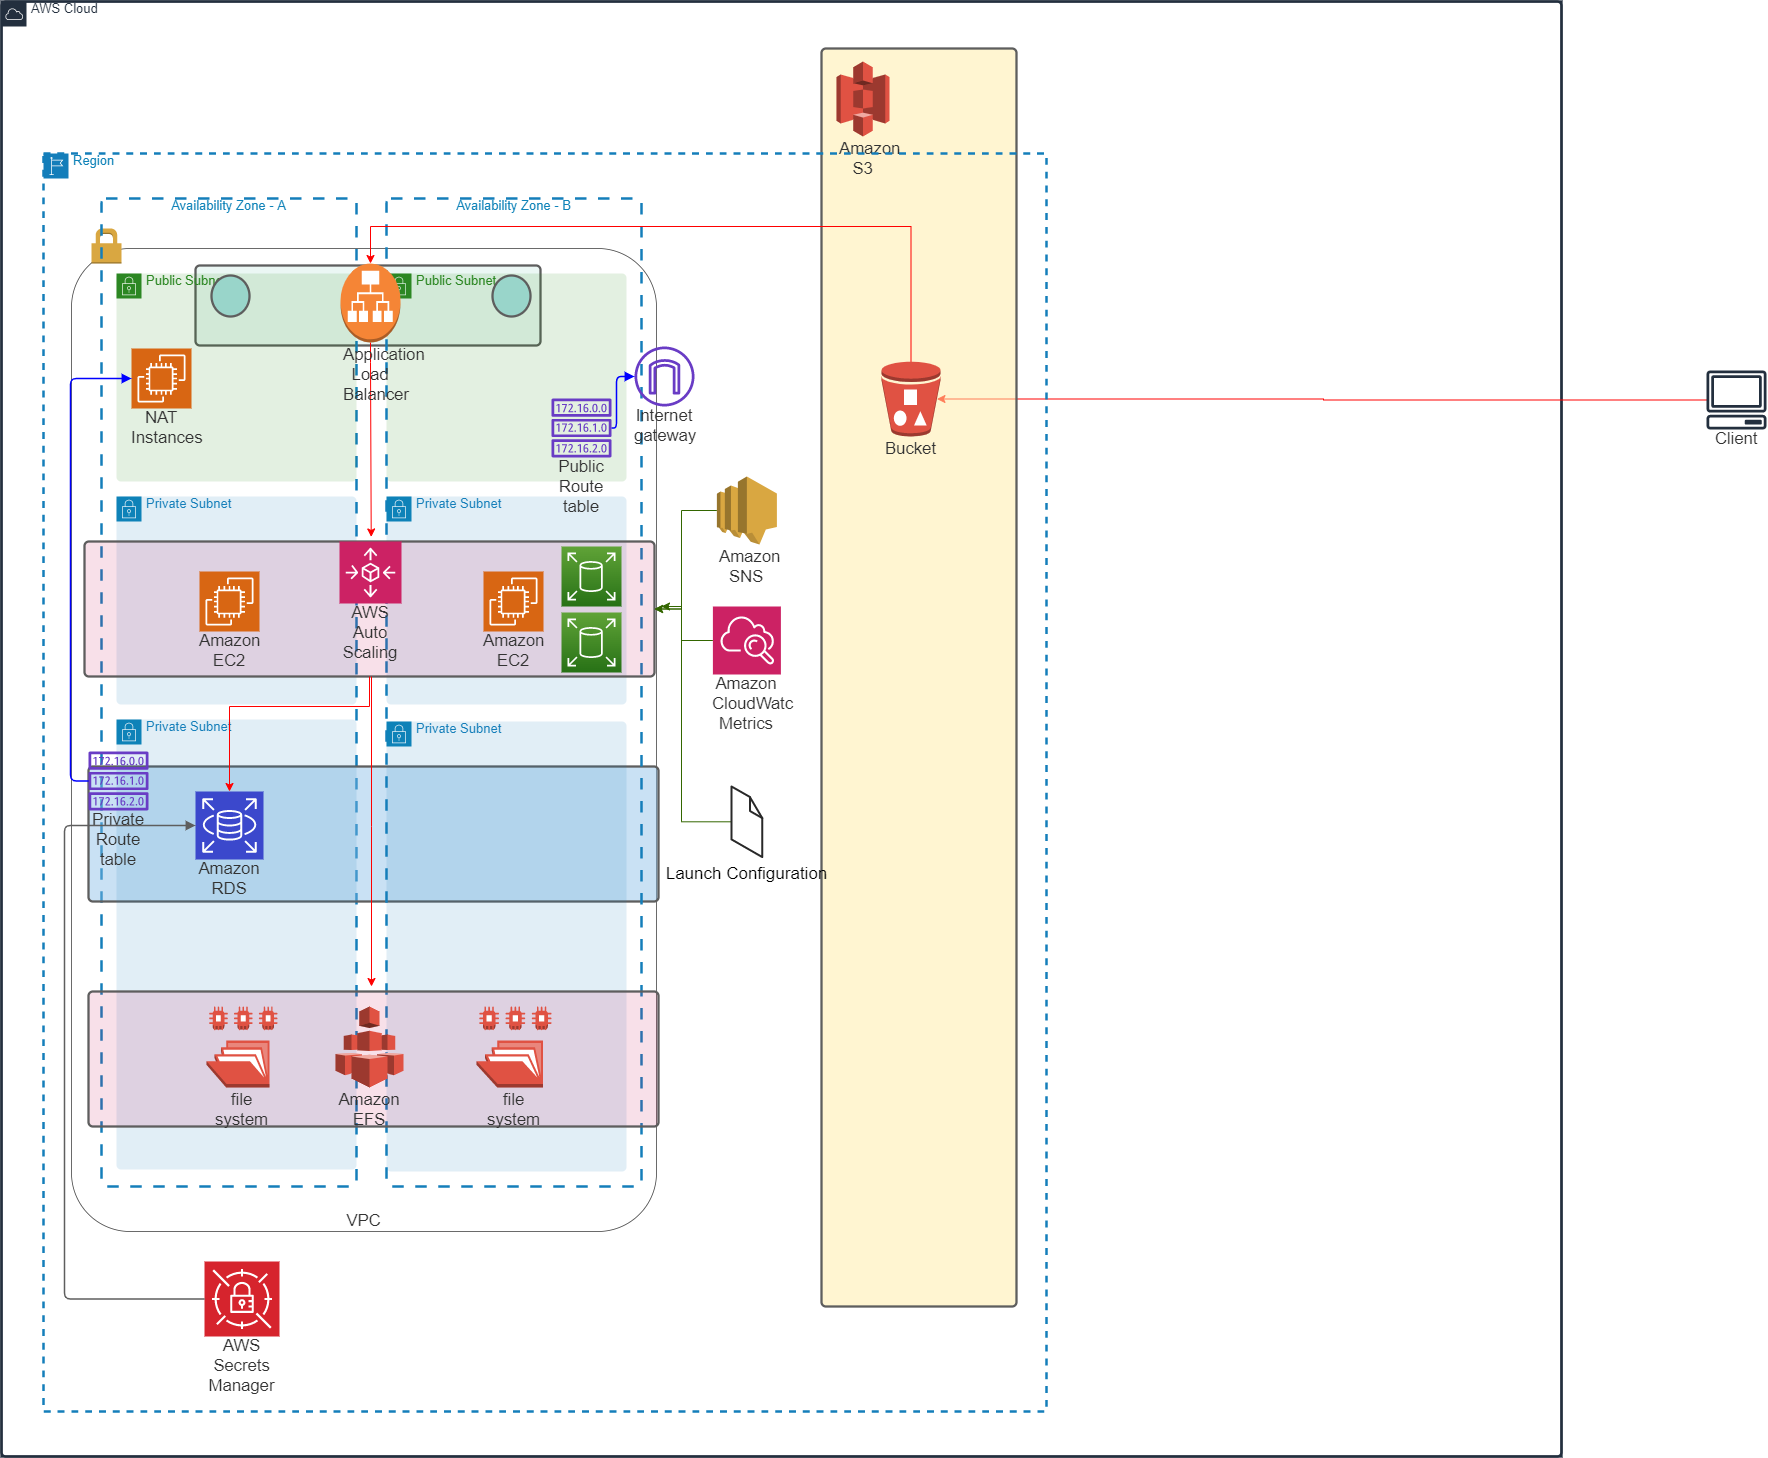 AWS Cloud
Amazon
S3
Region
Availability Zone - A
Availability Zone - B
Public Subn
Public Subnet
Application
Load
Balancer
NAT
Instances
172.16.0.0
172.16.1.0
172.16.2.0
Public
Route
table
Internet
gateway
Bucket
Client
Private Subnet
Private Subnet
Amazon
SNS
Amazon
EC2
AWS
Auto
Scaling
Amazon
EC2
Amazon
CloudWatc
Metrics
Private Subnet
Private Subnet
172.16.0.0
172.16.1.0
172.16.2.0
Private
Route
table
Amazon
RDS
Launch Configuration
file
system
Amazon
EFS
file
system
VPC
AWS
Secrets
Manager